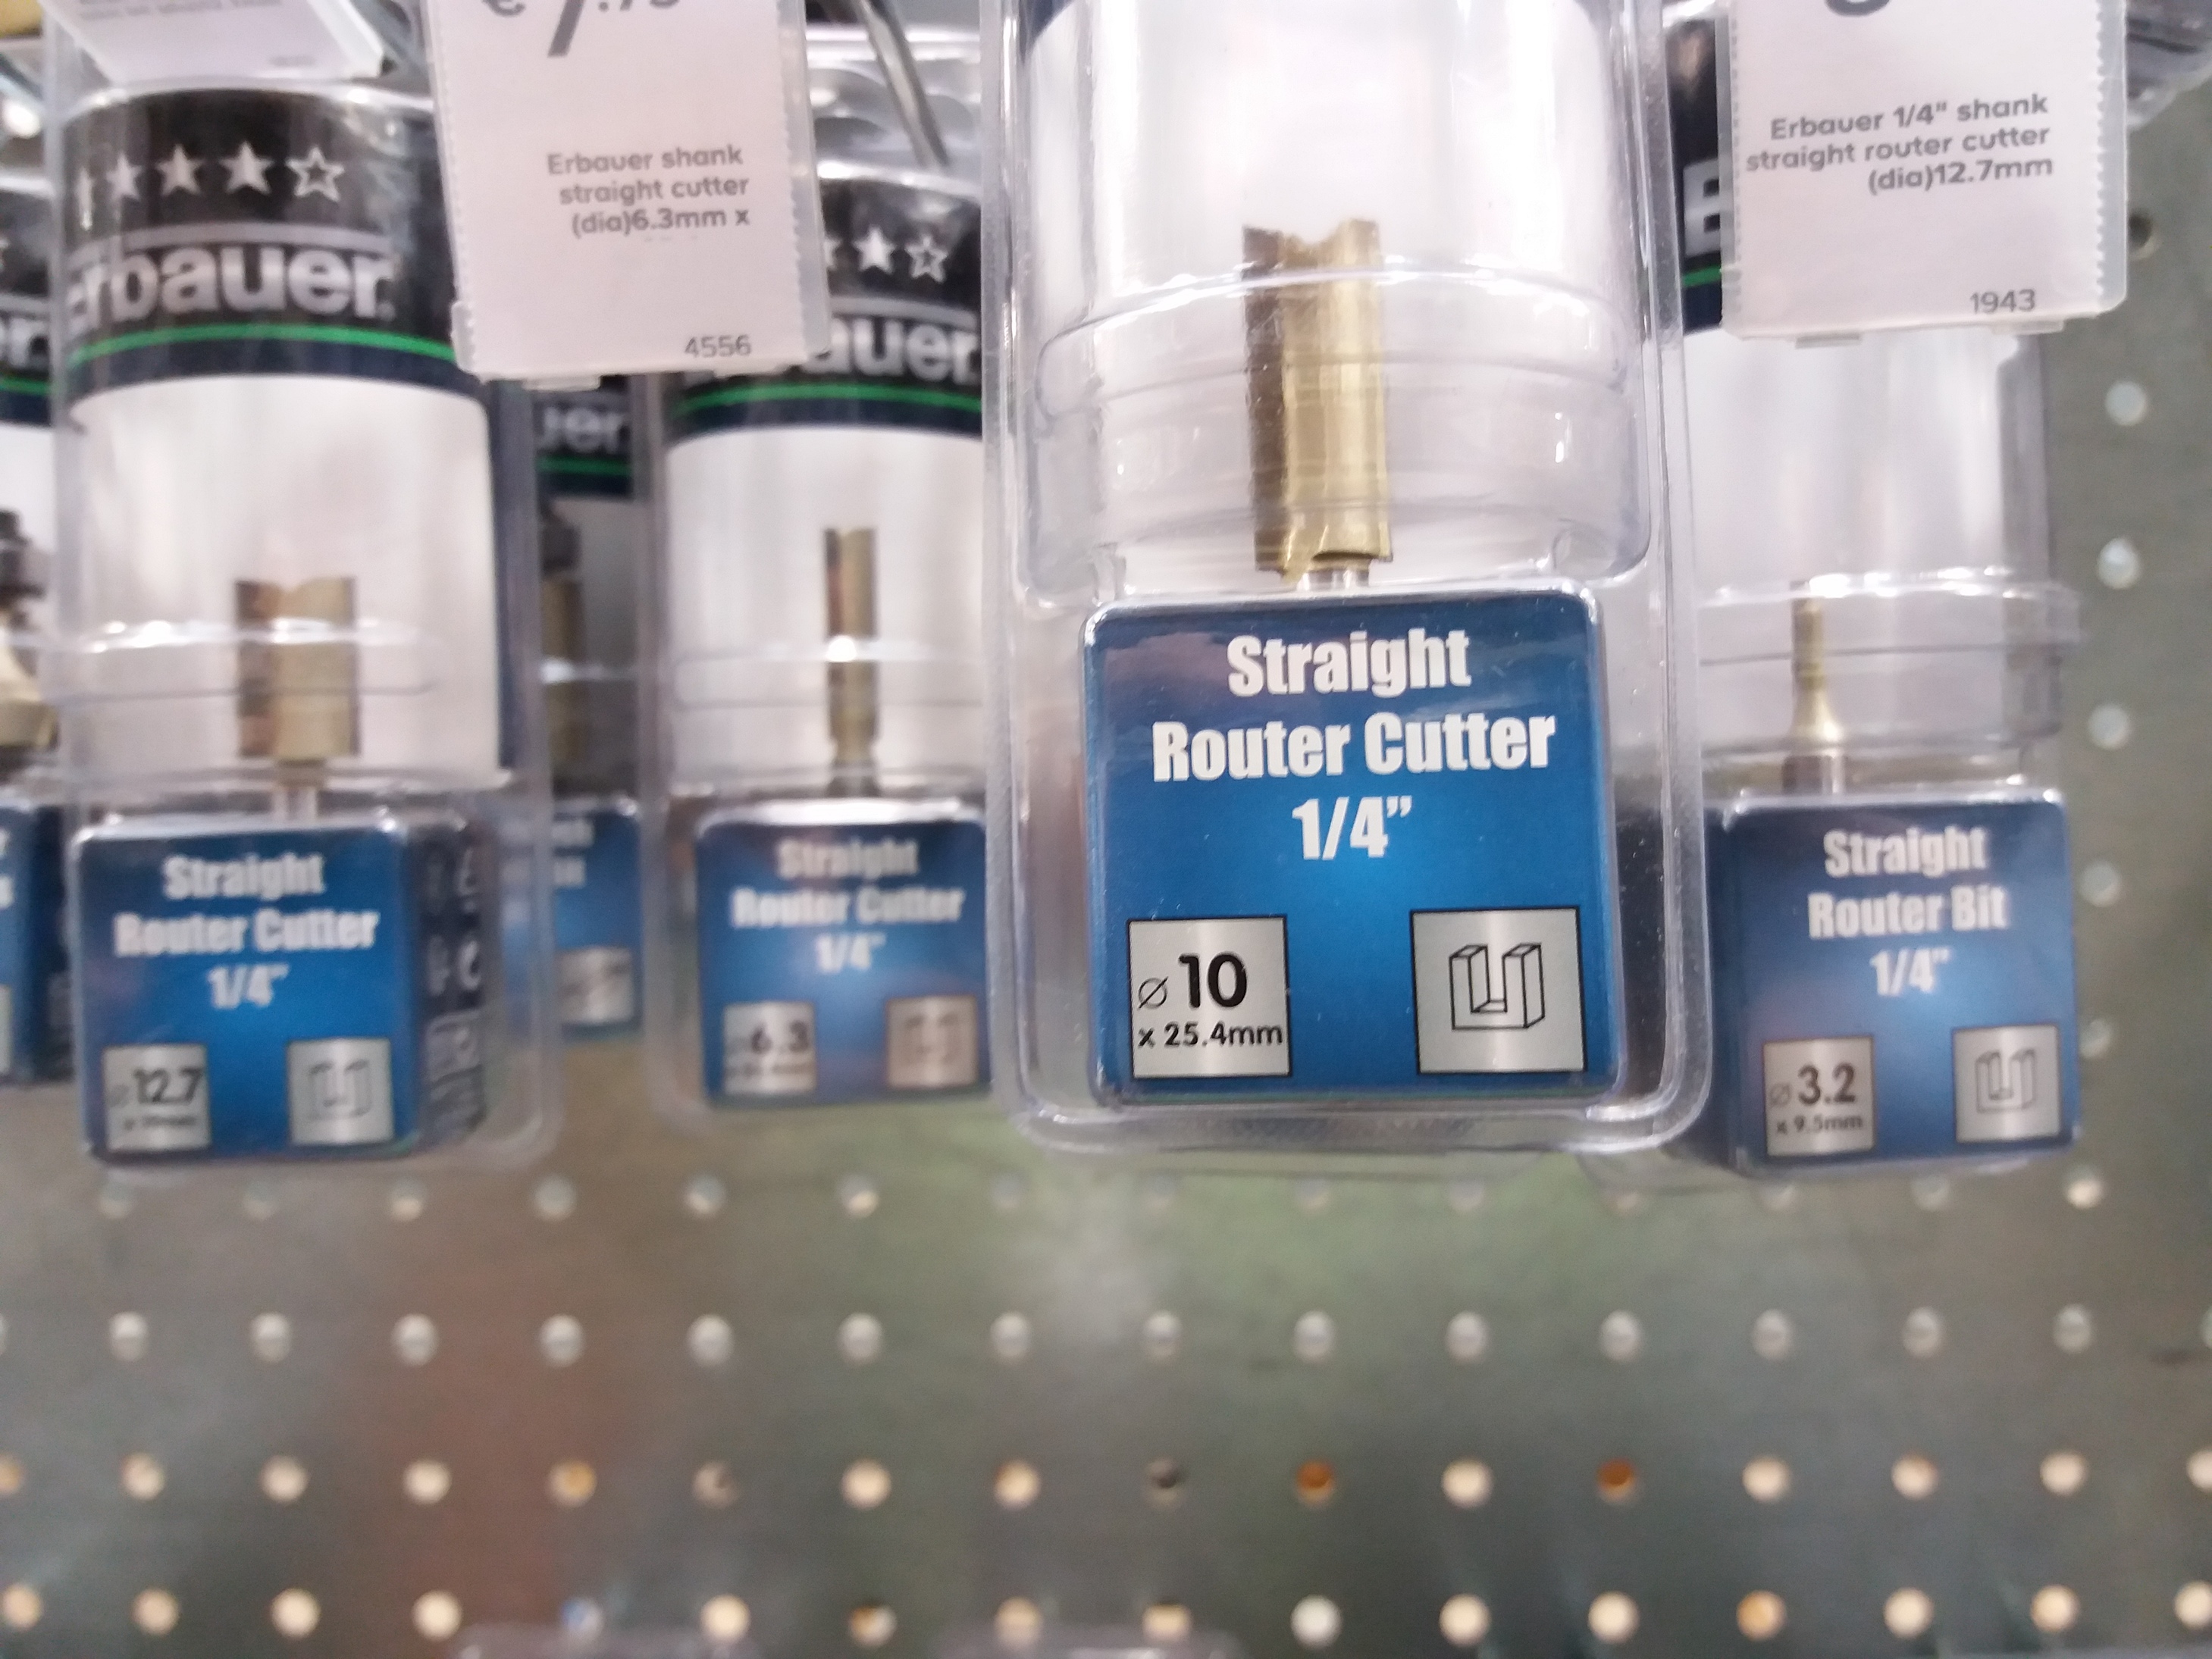 Erbauer shank
straight cutter
(dia)6.3mm x
4556
Erbauer 1/4" shank
straight router cutter
(dia)12.7mm
1943
erbauer
auer
uer
Straight
Router Cutter
1/4"
12.7
Straight
Router Cutter
1/4"
6.3
Straight
Router Cutter
1/4”
⌀ 10
x 25.4mm
Straight
Router Bit
1/4"
⌀ 3.2
x 9.5mm